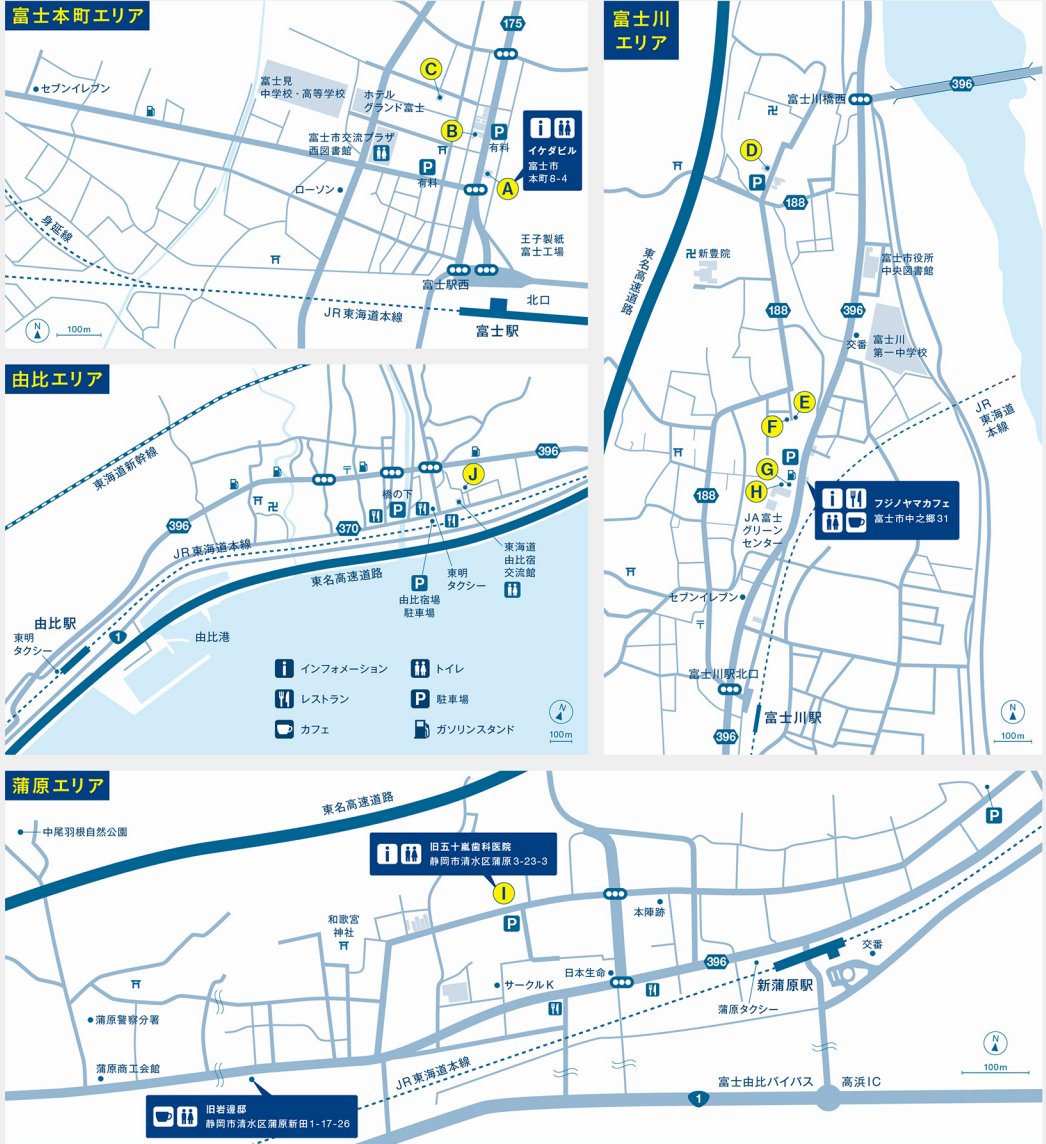 富士本町エリア
175
C
セブンイレブン
富士見
中学校・高等学校
ホテル
グランド富士
B
P
有料
イケダビル
富士市
本町8-4
富士市交流プラザ
西図書館
P
有料
A
ローソン
身延線
王子製紙
富士工場
富士駅西
北口
JR東海道本線
富士駅
N
100m
富士川
エリア
396
富士川橋西
D
P
188
東名高速道路
新豊院
富士市役所
中央図書館
188
396
交番
富士川
第一中学校
JR
東海道
本線
E
F
P
G
H
188
フジノヤマカフェ
富士市中之郷31
JA富士
グリーン
センター
セブンイレブン
〒
富士川駅北口
富士川駅
396
N
100m
由比エリア
東海道新幹線
396
〒
J
橋の下
P
396
370
JR東海道本線
東名高速道路
P
由比宿場
駐車場
東明
タクシー
東海道
由比宿
交流館
由比駅
東明
タクシー
1
由比港
インフォメーション
トイレ
レストラン
P
駐車場
カフェ
ガソリンスタンド
N
100m
蒲原エリア
東名高速道路
P
中尾羽根自然公園
旧五十嵐歯科医院
静岡市清水区蒲原3-23-3
I
P
和歌宮
神社
本陣跡
交番
396
日本生命
新蒲原駅
サークルK
蒲原タクシー
蒲原警察分署
N
100m
蒲原商工会館
JR東海道本線
富士由比バイパス
高浜IC
1
旧岩邊邸
静岡市清水区蒲原新田1-17-26